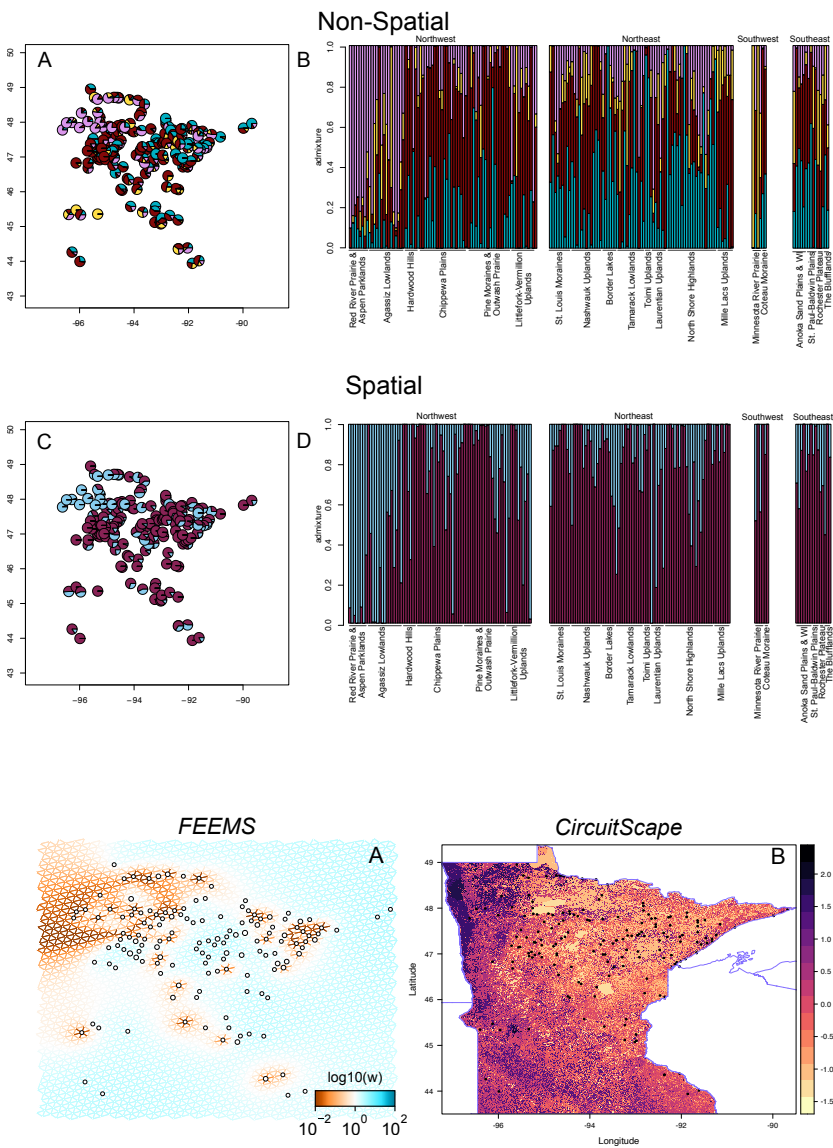 Non-Spatial
A
50
49
48
47
46
45
44
43
−96
−94
−92
−90
B
Northwest
Northeast
Southwest
Southeast
admixture
1.0
0.8
0.6
0.4
0.2
0.0
Red River Prairie &
Aspen Parklands
Agassiz Lowlands
Hardwood Hills
Chippewa Plains
Pine Moraines &
Outwash Prairie
Littlefork-Vermillion
Uplands
St. Louis Moraines
Nashwauk Uplands
Border Lakes
Tamarack Lowlands
Toimi Uplands
Laurentian Uplands
North Shore Highlands
Mille Lacs Uplands
Minnesota River Prairie
Coteau Moraine
Anoka Sand Plains & WI
St. Paul-Baldwin Plains
Rochester Plateau
The Blufflands
Spatial
C
50
49
48
47
46
45
44
43
−96
−94
−92
−90
D
Northwest
Northeast
Southwest
Southeast
admixture
1.0
0.8
0.6
0.4
0.2
0.0
Red River Prairie &
Aspen Parklands
Agassiz Lowlands
Hardwood Hills
Chippewa Plains
Pine Moraines &
Outwash Prairie
Littlefork-Vermillion
Uplands
St. Louis Moraines
Nashwauk Uplands
Border Lakes
Tamarack Lowlands
Toimi Uplands
Laurentian Uplands
North Shore Highlands
Mille Lacs Uplands
Minnesota River Prairie
Coteau Moraine
Anoka Sand Plains & WI
St. Paul-Baldwin Plains
Rochester Plateau
The Blufflands
FEEMS
A
log10(w)
10⁻² 10⁰ 10²
CircuitScape
B
Latitude
49
48
47
46
45
44
-96
-94
-92
-90
Longitude
2.0
1.5
1.0
0.5
0.0
-0.5
-1.0
-1.5